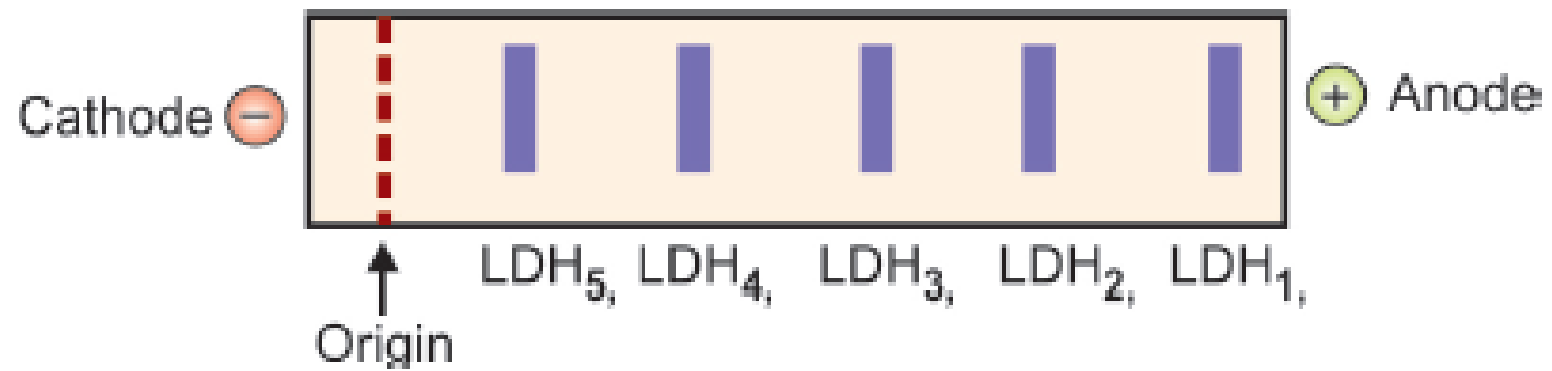 Cathode − + Anode
LDH5, LDH4, LDH3, LDH2, LDH1,
Origin